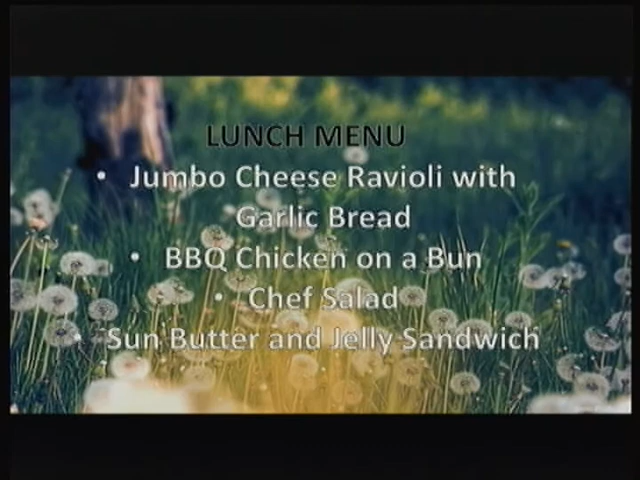 LUNCH MENU
• Jumbo Cheese Ravioli with
Garlic Bread
• BBQ Chicken on a Bun
• Chef Salad
• Sun Butter and Jelly Sandwich